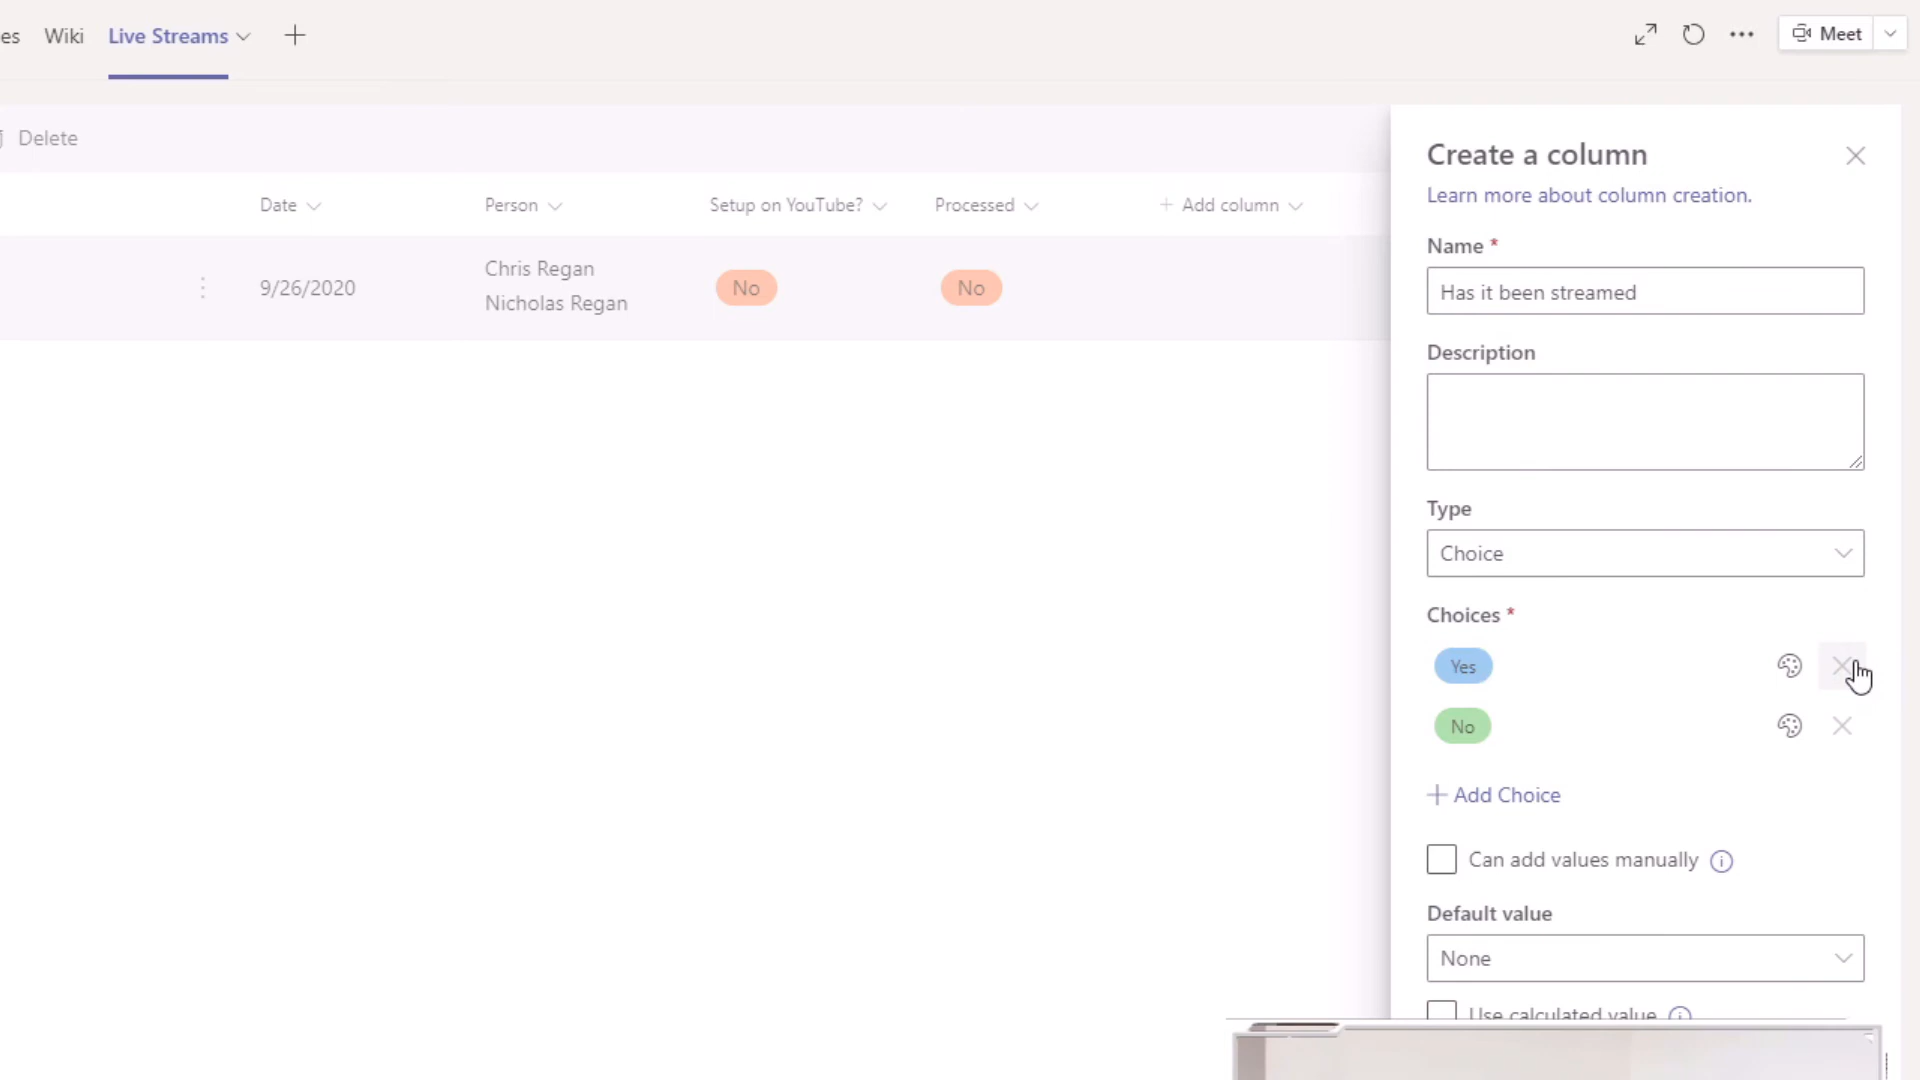 es Wiki Live Streams
Meet
Delete
Date Person Setup on YouTube? Processed + Add column
9/26/2020
Chris Regan
Nicholas Regan
No No
Create a column
Learn more about column creation.
Name *
Has it been streamed
Description
Type
Choice
Choices *
Yes
No
+ Add Choice
Can add values manually
Default value
None
Use calculated value